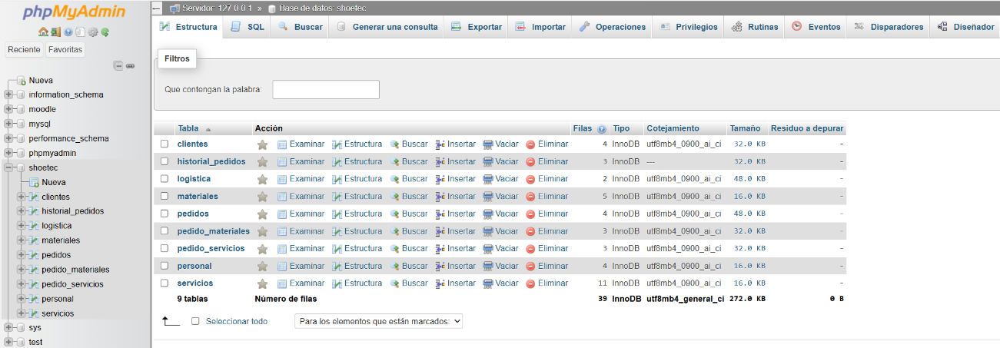 phpMyAdmin
Reciente Favoritas
Nueva
information_schema
moodle
mysql
performance_schema
phpmyadmin
shoetec
Nueva
clientes
historial_pedidos
logistica
materiales
pedidos
pedido_materiales
pedido_servicios
personal
servicios
sys
test
Servidor: 127.0.0.1 » Base de datos: shoetec
Estructura SQL Buscar Generar una consulta Exportar Importar Operaciones Privilegios Rutinas Eventos Disparadores Diseñador
Filtros
Que contengan la palabra:
Tabla Acción Filas Tipo Cotejamiento Tamaño Residuo a depurar
clientes Examinar Estructura Buscar Insertar Vaciar Eliminar 4 InnoDB utf8mb4_0900_ai_ci 32.0 KB -
historial_pedidos Examinar Estructura Buscar Insertar Vaciar Eliminar 3 InnoDB --- 32.0 KB -
logistica Examinar Estructura Buscar Insertar Vaciar Eliminar 2 InnoDB utf8mb4_0900_ai_ci 48.0 KB -
materiales Examinar Estructura Buscar Insertar Vaciar Eliminar 5 InnoDB utf8mb4_0900_ai_ci 16.0 KB -
pedidos Examinar Estructura Buscar Insertar Vaciar Eliminar 4 InnoDB utf8mb4_0900_ai_ci 48.0 KB -
pedido_materiales Examinar Estructura Buscar Insertar Vaciar Eliminar 3 InnoDB utf8mb4_0900_ai_ci 32.0 KB -
pedido_servicios Examinar Estructura Buscar Insertar Vaciar Eliminar 3 InnoDB utf8mb4_0900_ai_ci 32.0 KB -
personal Examinar Estructura Buscar Insertar Vaciar Eliminar 4 InnoDB utf8mb4_0900_ai_ci 16.0 KB -
servicios Examinar Estructura Buscar Insertar Vaciar Eliminar 11 InnoDB utf8mb4_0900_ai_ci 16.0 KB -
9 tablas Número de filas 39 InnoDB utf8mb4_general_ci 272.0 KB 0 B
Seleccionar todo Para los elementos que están marcados: